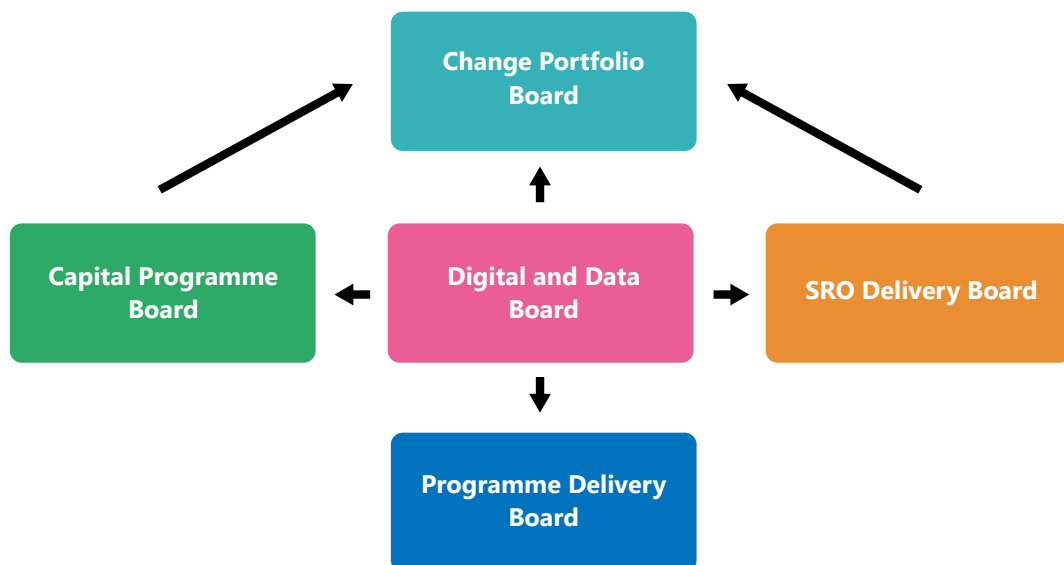 Change Portfolio
Board
Capital Programme
Board
Digital and Data
Board
SRO Delivery Board
Programme Delivery
Board